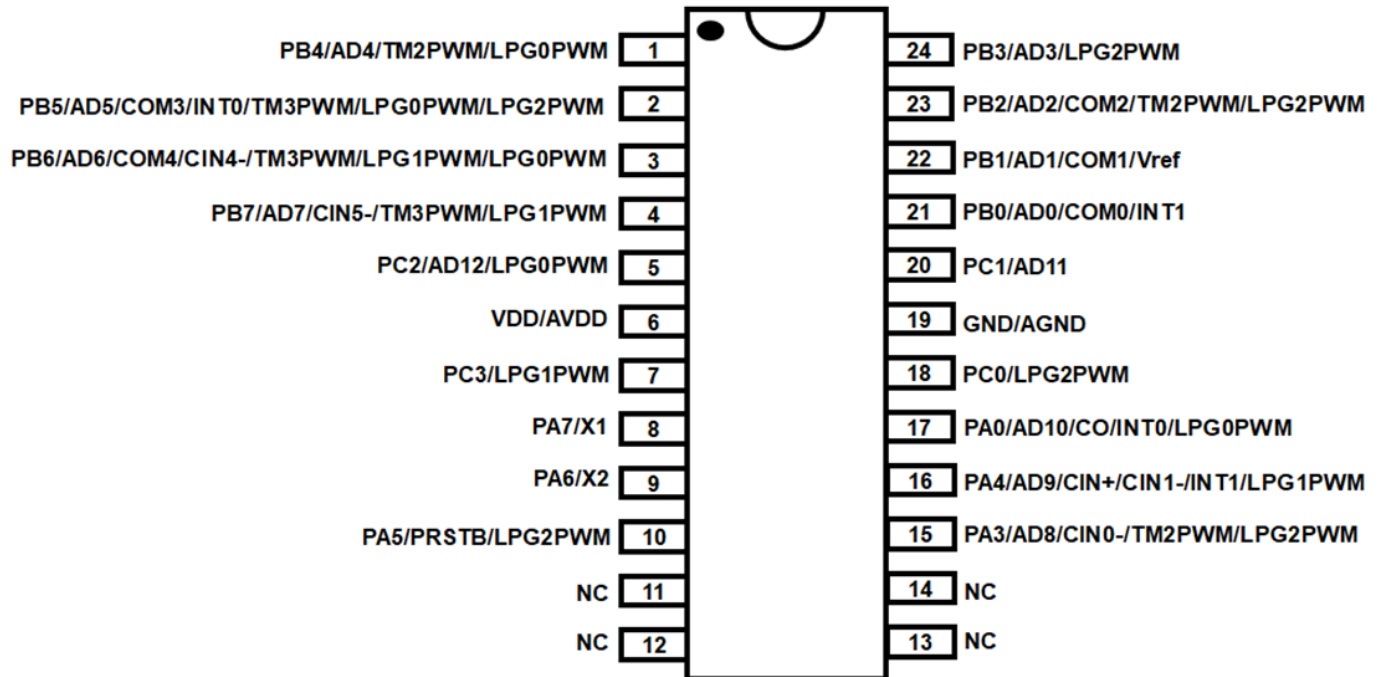 PB4/AD4/TM2PWM/LPG0PWM 1 24 PB3/AD3/LPG2PWM
PB5/AD5/COM3/INT0/TM3PWM/LPG0PWM/LPG2PWM 2 23 PB2/AD2/COM2/TM2PWM/LPG2PWM
PB6/AD6/COM4/CIN4-/TM3PWM/LPG1PWM/LPG0PWM 3 22 PB1/AD1/COM1/Vref
PB7/AD7/CIN5-/TM3PWM/LPG1PWM 4 21 PB0/AD0/COM0/INT1
PC2/AD12/LPG0PWM 5 20 PC1/AD11
VDD/AVDD 6 19 GND/AGND
PC3/LPG1PWM 7 18 PC0/LPG2PWM
PA7/X1 8 17 PA0/AD10/CO/INT0/LPG0PWM
PA6/X2 9 16 PA4/AD9/CIN+/CIN1-/INT1/LPG1PWM
PA5/PRSTB/LPG2PWM 10 15 PA3/AD8/CIN0-/TM2PWM/LPG2PWM
NC 11 14 NC
NC 12 13 NC